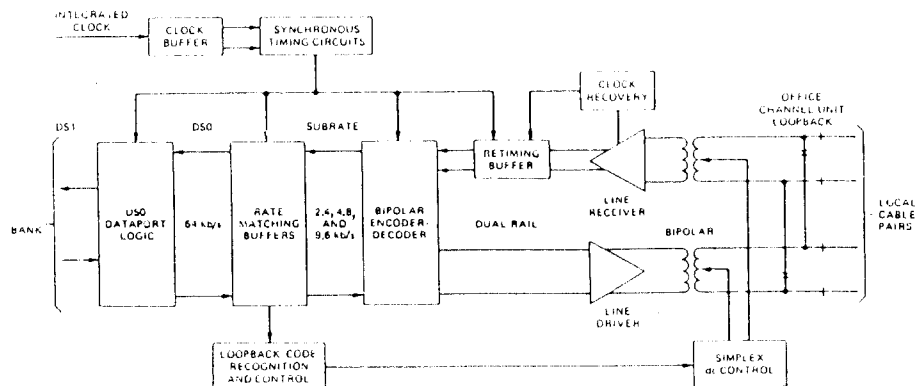 INTEGRATED
CLOCK
CLOCK
BUFFER
SYNCHRONOUS
TIMING CIRCUITS
CLOCK
RECOVERY
OFFICE
CHANNEL UNIT
LOOPBACK
DS1
DS0
SUBRATE
RETIMING
BUFFER
LINE
RECEIVER
BANK
DS0
DATAPORT
LOGIC
64 kb/s
RATE
MATCHING
BUFFERS
2.4, 4.8,
AND
9.6 kb/s
BIPOLAR
ENCODER-
DECODER
DUAL RAIL
BIPOLAR
LOCAL
CABLE
PAIRS
LINE
DRIVER
LOOPBACK CODE
RECOGNITION
AND CONTROL
SIMPLEX
dc CONTROL